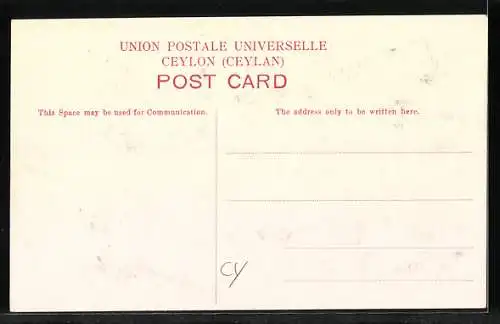 UNION POSTALE UNIVERSELLE
CEYLON (CEYLAN)
POST CARD
This Space may be used for Communication.
The address only to be written here.
CY